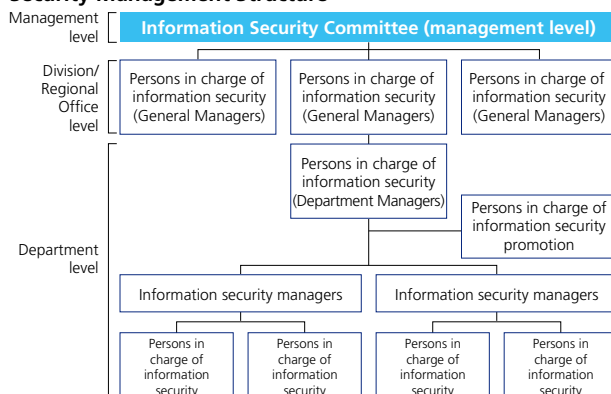 Security Management Structure
Management
level
Information Security Committee (management level)
Division/
Regional
Office
level
Persons in charge of
information security
(General Managers)
Persons in charge of
information security
(General Managers)
Persons in charge of
information security
(General Managers)
Department
level
Persons in charge of
information security
(Department Managers)
Persons in charge of
information security
promotion
Information security managers
Information security managers
Persons in
charge of
information
security
Persons in
charge of
information
security
Persons in
charge of
information
security
Persons in
charge of
information
security